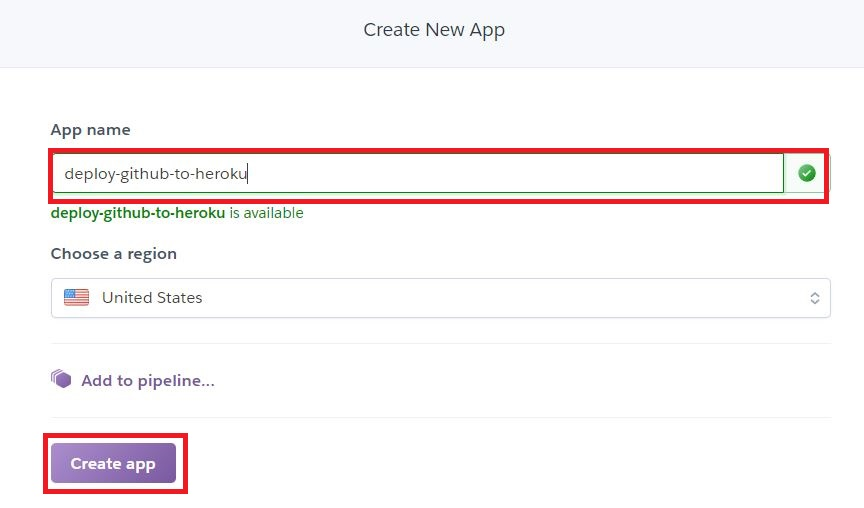 Create New App
App name
deploy-github-to-heroku
deploy-github-to-heroku is available
Choose a region
United States
Add to pipeline...
Create app